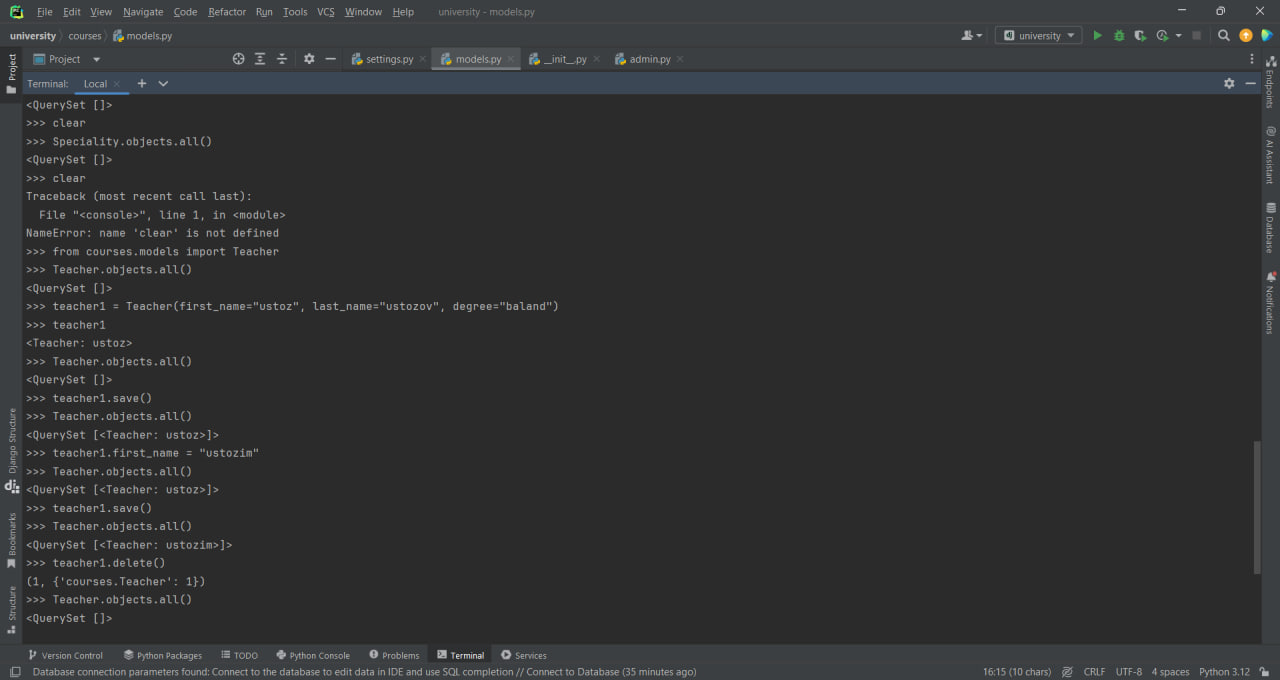 File Edit View Navigate Code Refactor Run Tools VCS Window Help university - models.py
university courses models.py university
Project settings.py models.py __init__.py admin.py
Terminal: Local
<QuerySet []>
>>> clear
>>> Speciality.objects.all()
<QuerySet []>
>>> clear
Traceback (most recent call last):
  File "<console>", line 1, in <module>
NameError: name 'clear' is not defined
>>> from courses.models import Teacher
>>> Teacher.objects.all()
<QuerySet []>
>>> teacher1 = Teacher(first_name="ustoz", last_name="ustozov", degree="baland")
>>> teacher1
<Teacher: ustoz>
>>> Teacher.objects.all()
<QuerySet []>
>>> teacher1.save()
>>> Teacher.objects.all()
<QuerySet [<Teacher: ustoz>]>
>>> teacher1.first_name = "ustozim"
>>> Teacher.objects.all()
<QuerySet [<Teacher: ustoz>]>
>>> teacher1.save()
>>> Teacher.objects.all()
<QuerySet [<Teacher: ustozim>]>
>>> teacher1.delete()
(1, {'courses.Teacher': 1})
>>> Teacher.objects.all()
<QuerySet []>
Project
Django Structure
Bookmarks
Structure
Endpoints
AI Assistant
Database
Notifications
Version Control Python Packages TODO Python Console Problems Terminal Services
Database connection parameters found: Connect to the database to edit data in IDE and use SQL completion // Connect to Database (35 minutes ago) 16:15 (10 chars) CRLF UTF-8 4 spaces Python 3.12